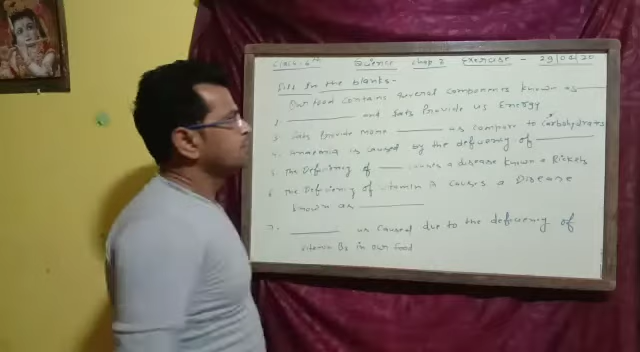 Class-6th Science Chap 2 Exercise - 29/04/20
Fill In the blanks-
Our food contains several components known as
2. and fats Provide us Energy
3. fats Provide more as compare to Carbohydrates
4. Anaemia is caused by the deficiency of
5. The Deficiency of causes a disease known a Rickets
6. The Deficiency of vitamin A causes a Disease
known as
7. is caused due to the deficiency of
vitamin B1 in our food